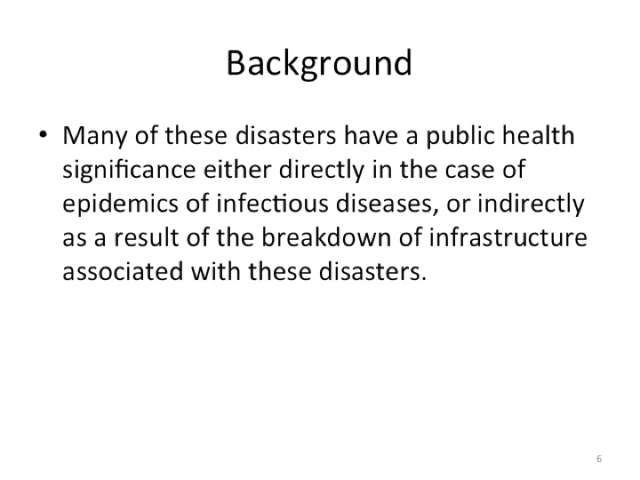 Background
• Many of these disasters have a public health
significance either directly in the case of
epidemics of infectious diseases, or indirectly
as a result of the breakdown of infrastructure
associated with these disasters.
6